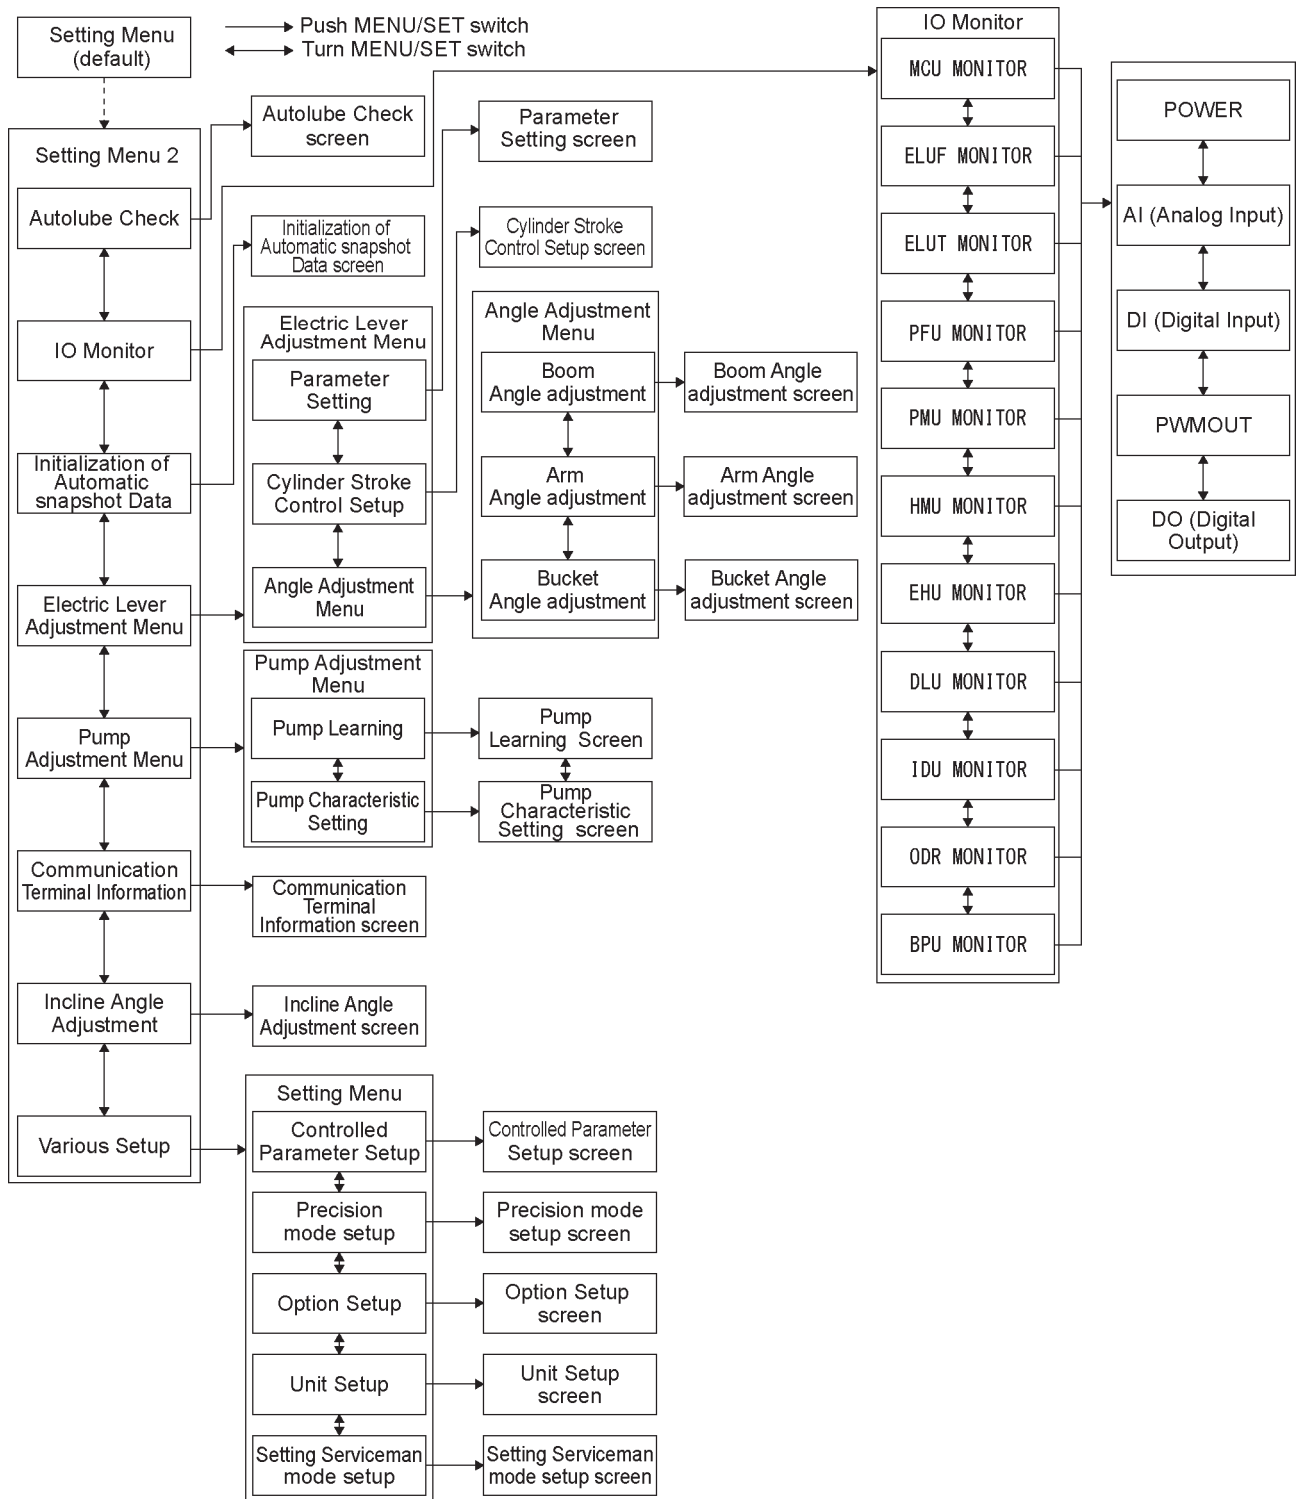 Setting Menu
(default)
Push MENU/SET switch
Turn MENU/SET switch
Setting Menu 2
Autolube Check
IO Monitor
Initialization of
Automatic
snapshot Data
Electric Lever
Adjustment Menu
Pump
Adjustment Menu
Communication
Terminal Information
Incline Angle
Adjustment
Various Setup
Autolube Check
screen
Initialization of
Automatic snapshot
Data screen
Electric Lever
Adjustment Menu
Parameter
Setting
Cylinder Stroke
Control Setup
Angle Adjustment
Menu
Parameter
Setting screen
Cylinder Stroke
Control Setup screen
Angle Adjustment
Menu
Boom
Angle adjustment
Arm
Angle adjustment
Bucket
Angle adjustment
Boom Angle
adjustment screen
Arm Angle
adjustment screen
Bucket Angle
adjustment screen
Pump Adjustment
Menu
Pump Learning
Pump Characteristic
Setting
Pump
Learning Screen
Pump
Characteristic
Setting screen
Communication
Terminal
Information screen
Incline Angle
Adjustment screen
Setting Menu
Controlled
Parameter Setup
Precision
mode setup
Option Setup
Unit Setup
Setting Serviceman
mode setup
Controlled Parameter
Setup screen
Precision mode
setup screen
Option Setup
screen
Unit Setup
screen
Setting Serviceman
mode setup screen
IO Monitor
MCU MONITOR
ELUF MONITOR
ELUT MONITOR
PFU MONITOR
PMU MONITOR
HMU MONITOR
EHU MONITOR
DLU MONITOR
IDU MONITOR
ODR MONITOR
BPU MONITOR
POWER
AI (Analog Input)
DI (Digital Input)
PWMOUT
DO (Digital
Output)